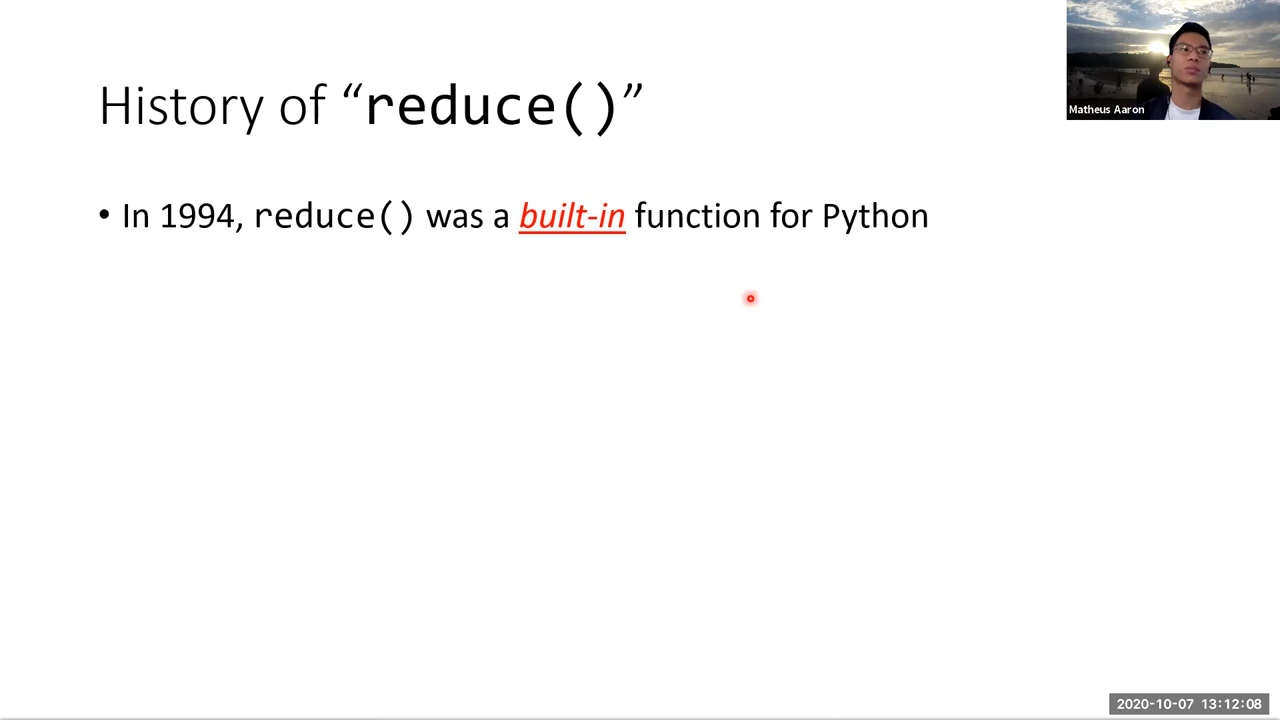 History of “reduce()”
• In 1994, reduce() was a built-in function for Python
Matheus Aaron
2020-10-07 13:12:08